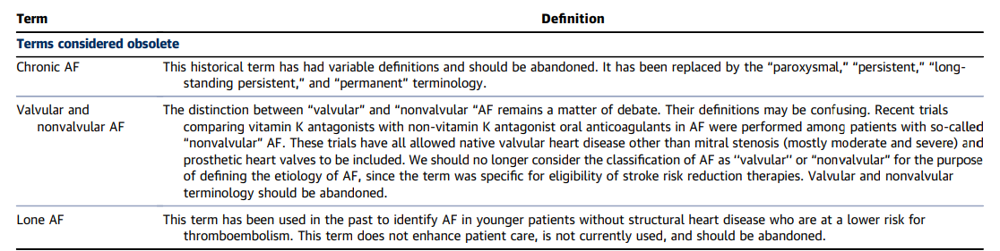 Term Definition
Terms considered obsolete
Chronic AF This historical term has had variable definitions and should be abandoned. It has been replaced by the “paroxysmal,” “persistent,” “long-
standing persistent,” and “permanent” terminology.
Valvular and The distinction between “valvular” and “nonvalvular “AF remains a matter of debate. Their definitions may be confusing. Recent trials
nonvalvular AF comparing vitamin K antagonists with non-vitamin K antagonist oral anticoagulants in AF were performed among patients with so-called
“nonvalvular” AF. These trials have all allowed native valvular heart disease other than mitral stenosis (mostly moderate and severe) and
prosthetic heart valves to be included. We should no longer consider the classification of AF as ‘‘valvular’’ or “nonvalvular” for the purpose
of defining the etiology of AF, since the term was specific for eligibility of stroke risk reduction therapies. Valvular and nonvalvular
terminology should be abandoned.
Lone AF This term has been used in the past to identify AF in younger patients without structural heart disease who are at a lower risk for
thromboembolism. This term does not enhance patient care, is not currently used, and should be abandoned.